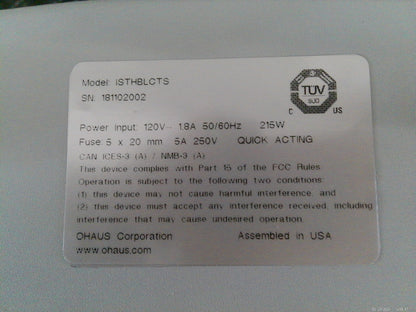 Model: ISTHBLCTS
SN: 181102002
TÜV
SÜD
C US
Power Input: 120V~ 1.8A 50/60Hz 215W
Fuse: 5 x 20 mm 5A 250V QUICK ACTING
CAN ICES-3 (A) / NMB-3 (A)
This device complies with Part 15 of the FCC Rules.
Operation is subject to the following two conditions:
(1) this device may not cause harmful interference, and
(2) this device must accept any interference received, including
interference that may cause undesired operation.
OHAUS Corporation Assembled in USA
www.ohaus.com